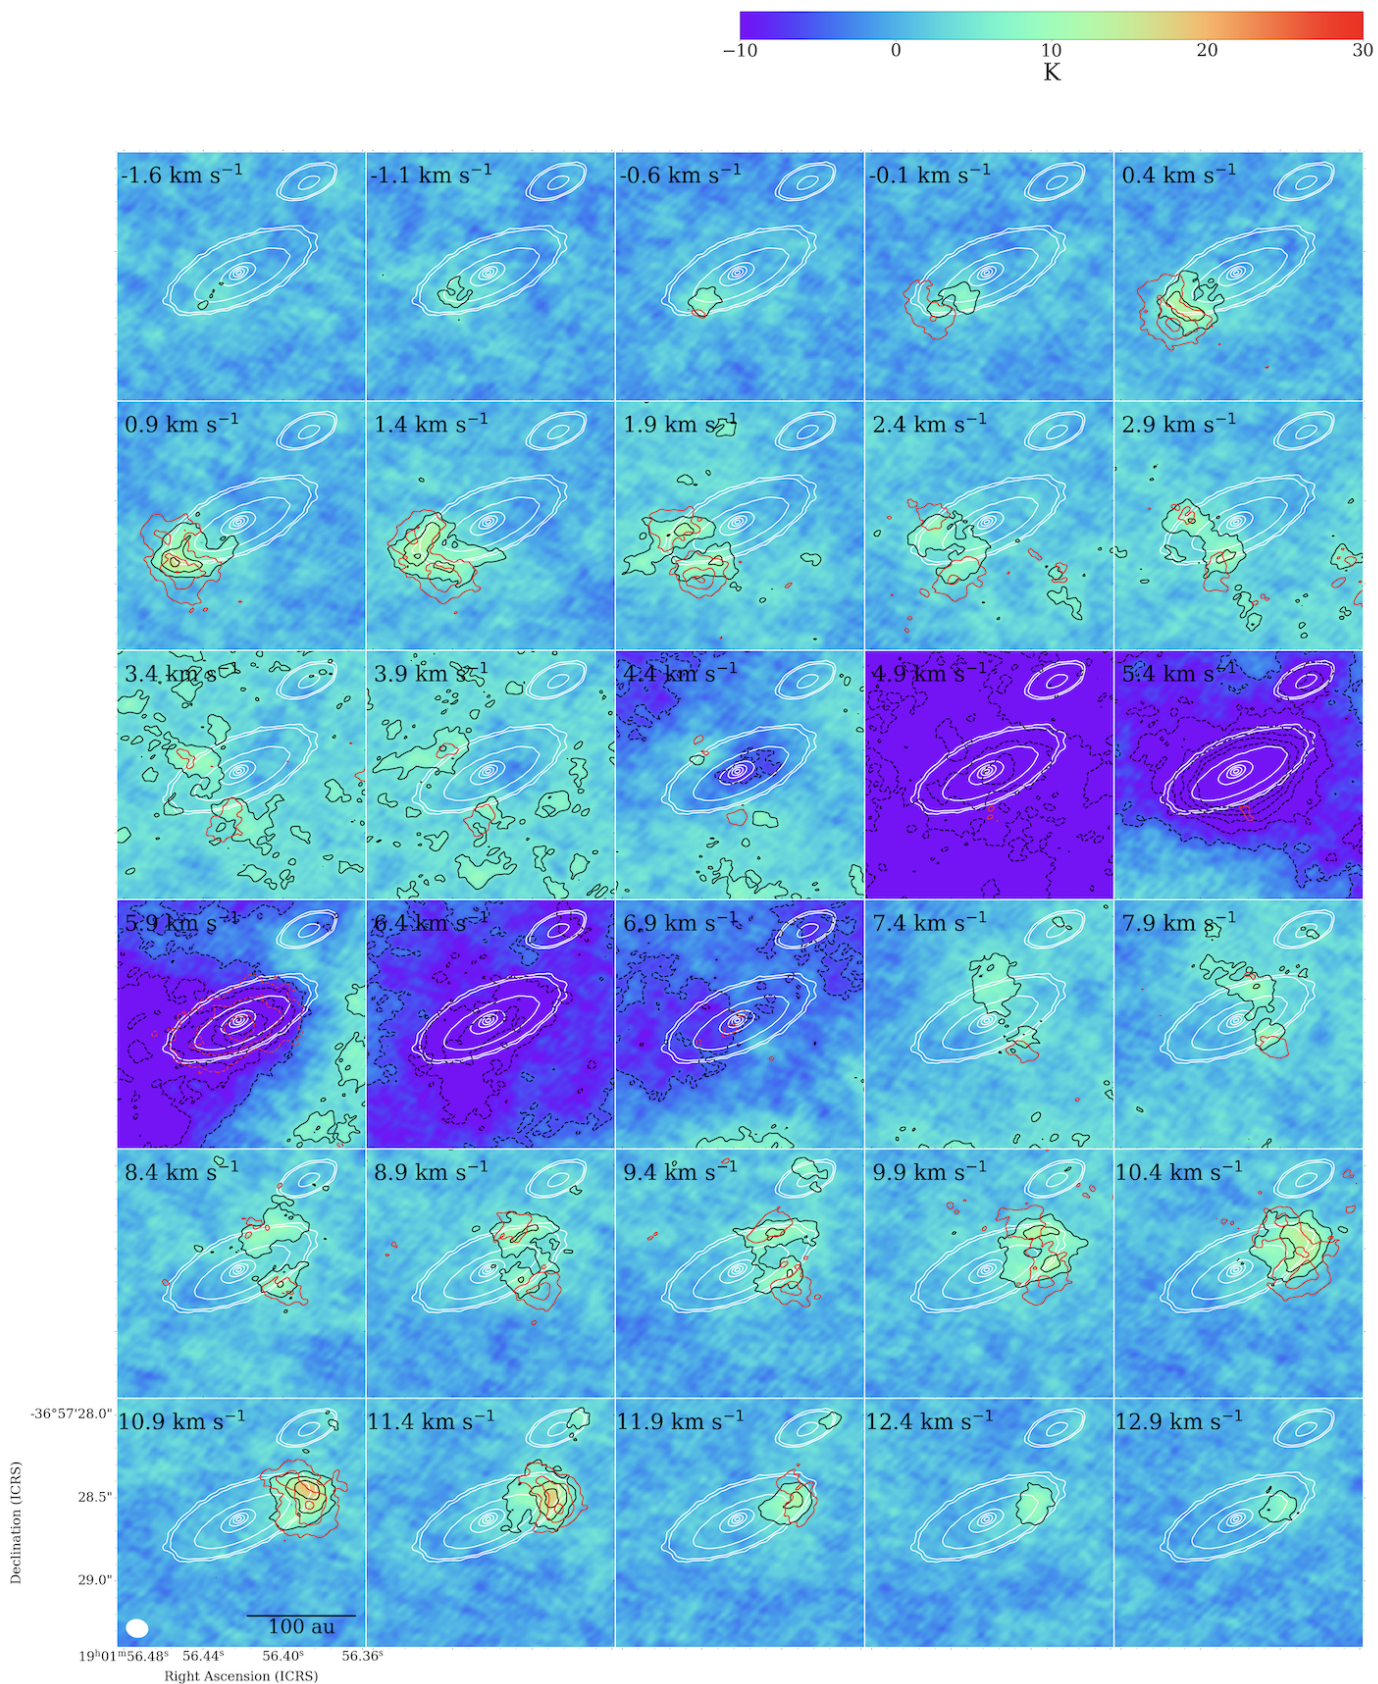 −10 0 10 20 30
K
-1.6 km s⁻¹ -1.1 km s⁻¹ -0.6 km s⁻¹ -0.1 km s⁻¹ 0.4 km s⁻¹
0.9 km s⁻¹ 1.4 km s⁻¹ 1.9 km s⁻¹ 2.4 km s⁻¹ 2.9 km s⁻¹
3.4 km s⁻¹ 3.9 km s⁻¹ 4.4 km s⁻¹ 4.9 km s⁻¹ 5.4 km s⁻¹
5.9 km s⁻¹ 6.4 km s⁻¹ 6.9 km s⁻¹ 7.4 km s⁻¹ 7.9 km s⁻¹
8.4 km s⁻¹ 8.9 km s⁻¹ 9.4 km s⁻¹ 9.9 km s⁻¹ 10.4 km s⁻¹
10.9 km s⁻¹ 11.4 km s⁻¹ 11.9 km s⁻¹ 12.4 km s⁻¹ 12.9 km s⁻¹
-36°57'28.0"
28.5"
29.0"
Declination (ICRS)
100 au
19ʰ01ᵐ56.48ˢ 56.44ˢ 56.40ˢ 56.36ˢ
Right Ascension (ICRS)